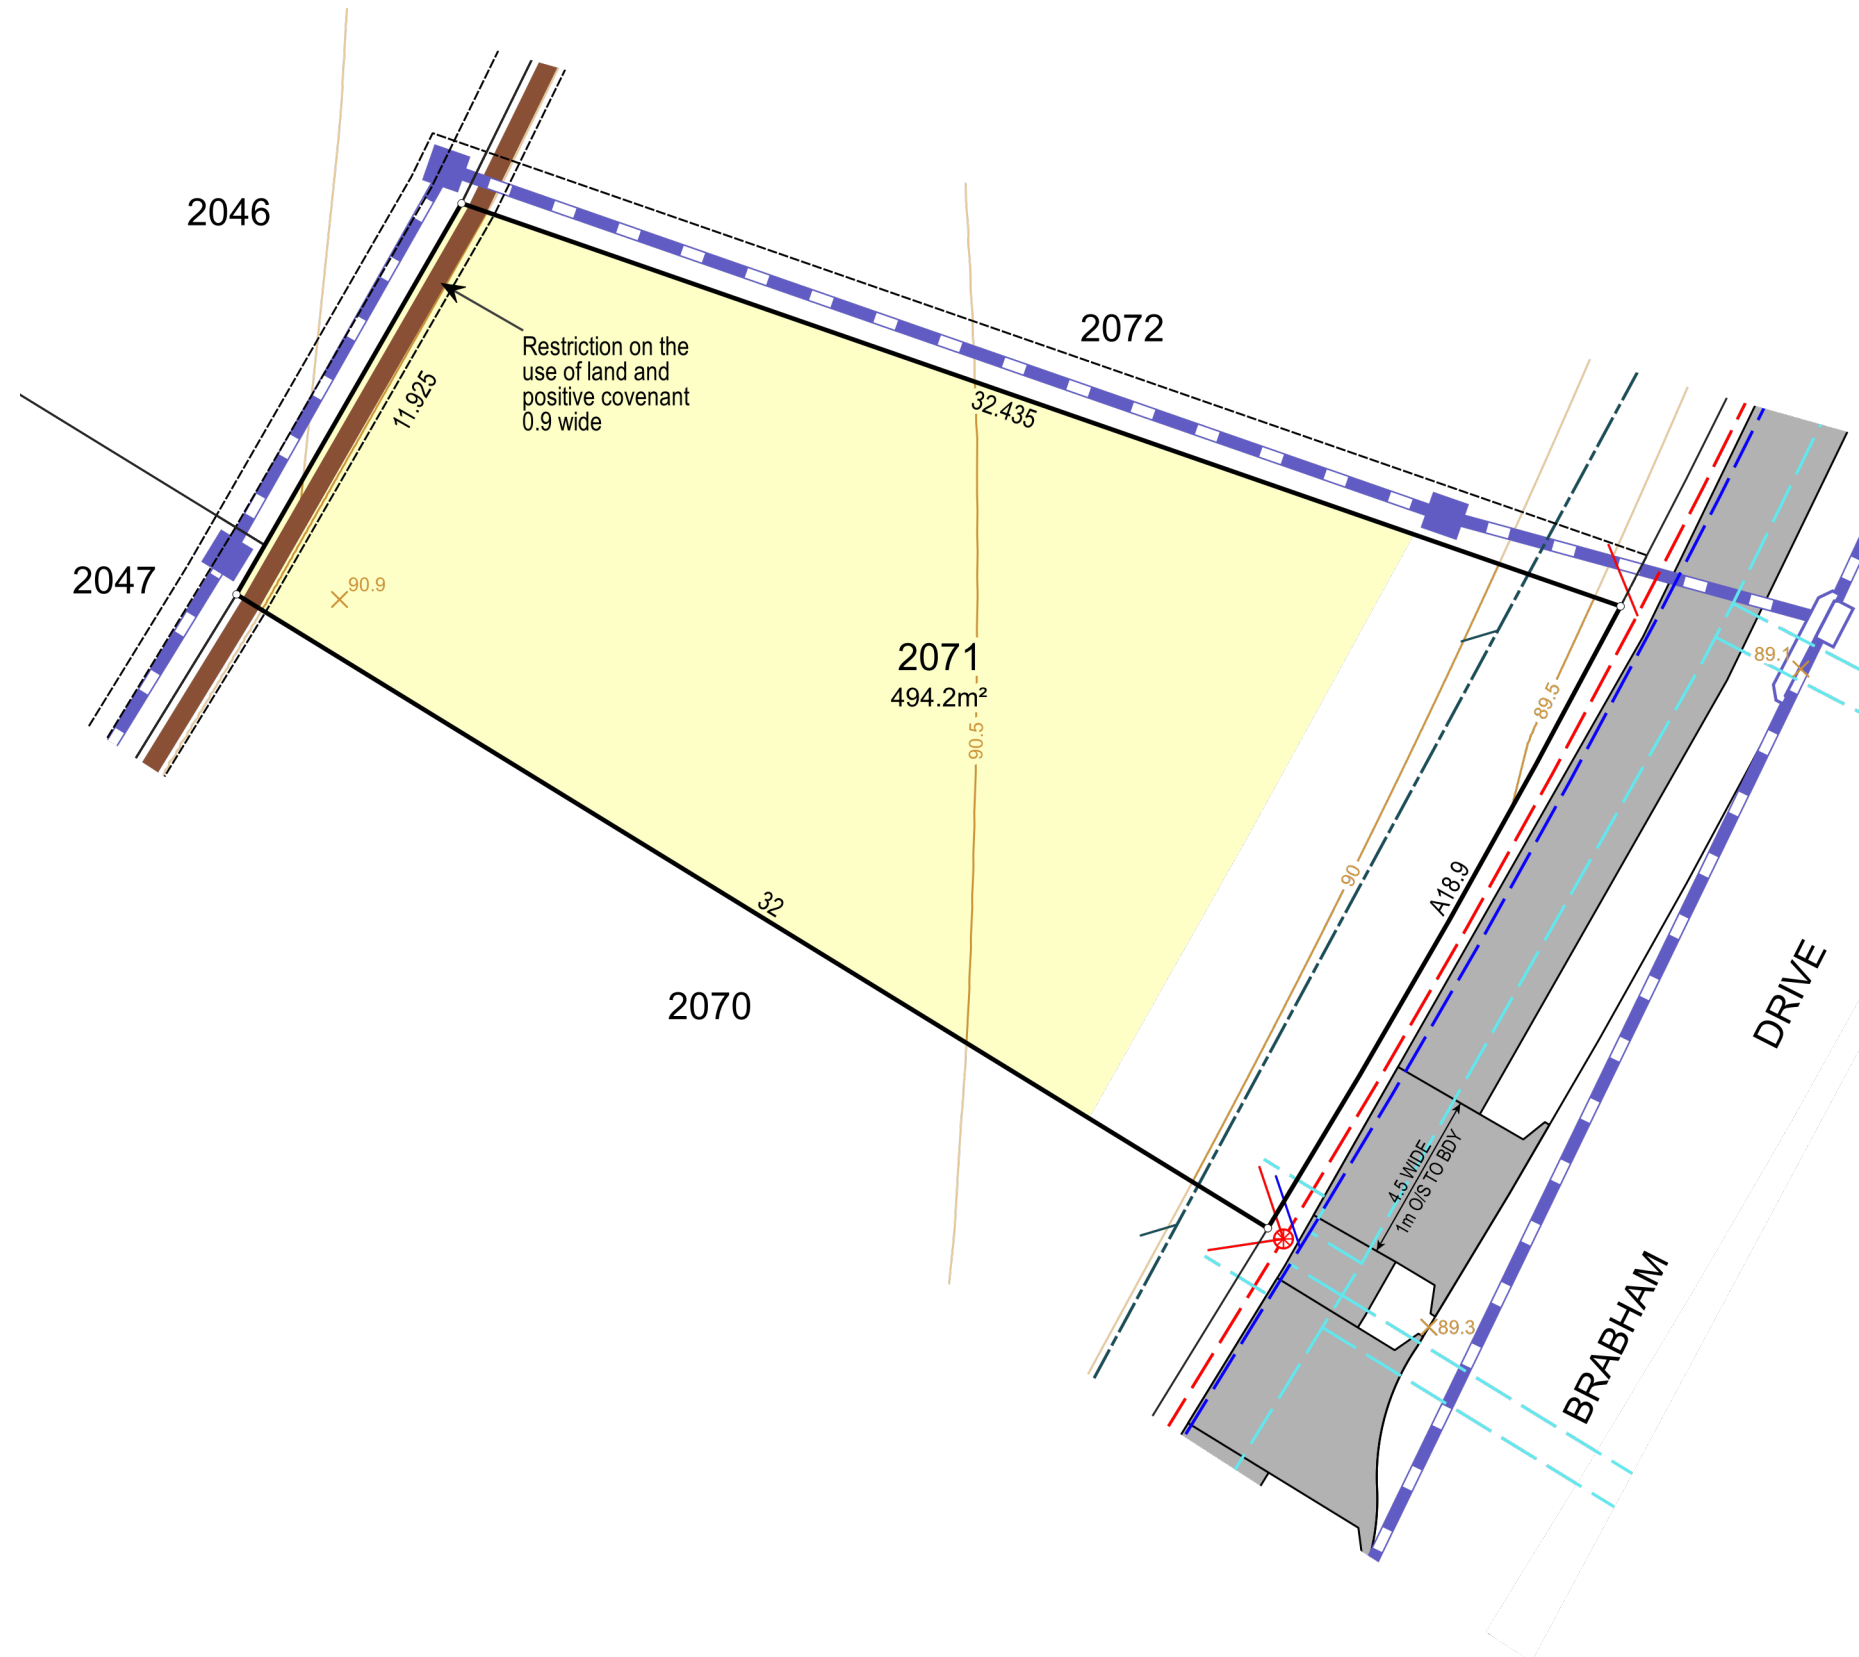 2046
2072
Restriction on the
use of land and
positive covenant
0.9 wide
11.925
32.435
2047
90.9
2071
494.2m²
90.5
89.5
89.1
90
A18.9
32
2070
4.5 WIDE
1m O/S TO BDY
89.3
BRABHAM
DRIVE